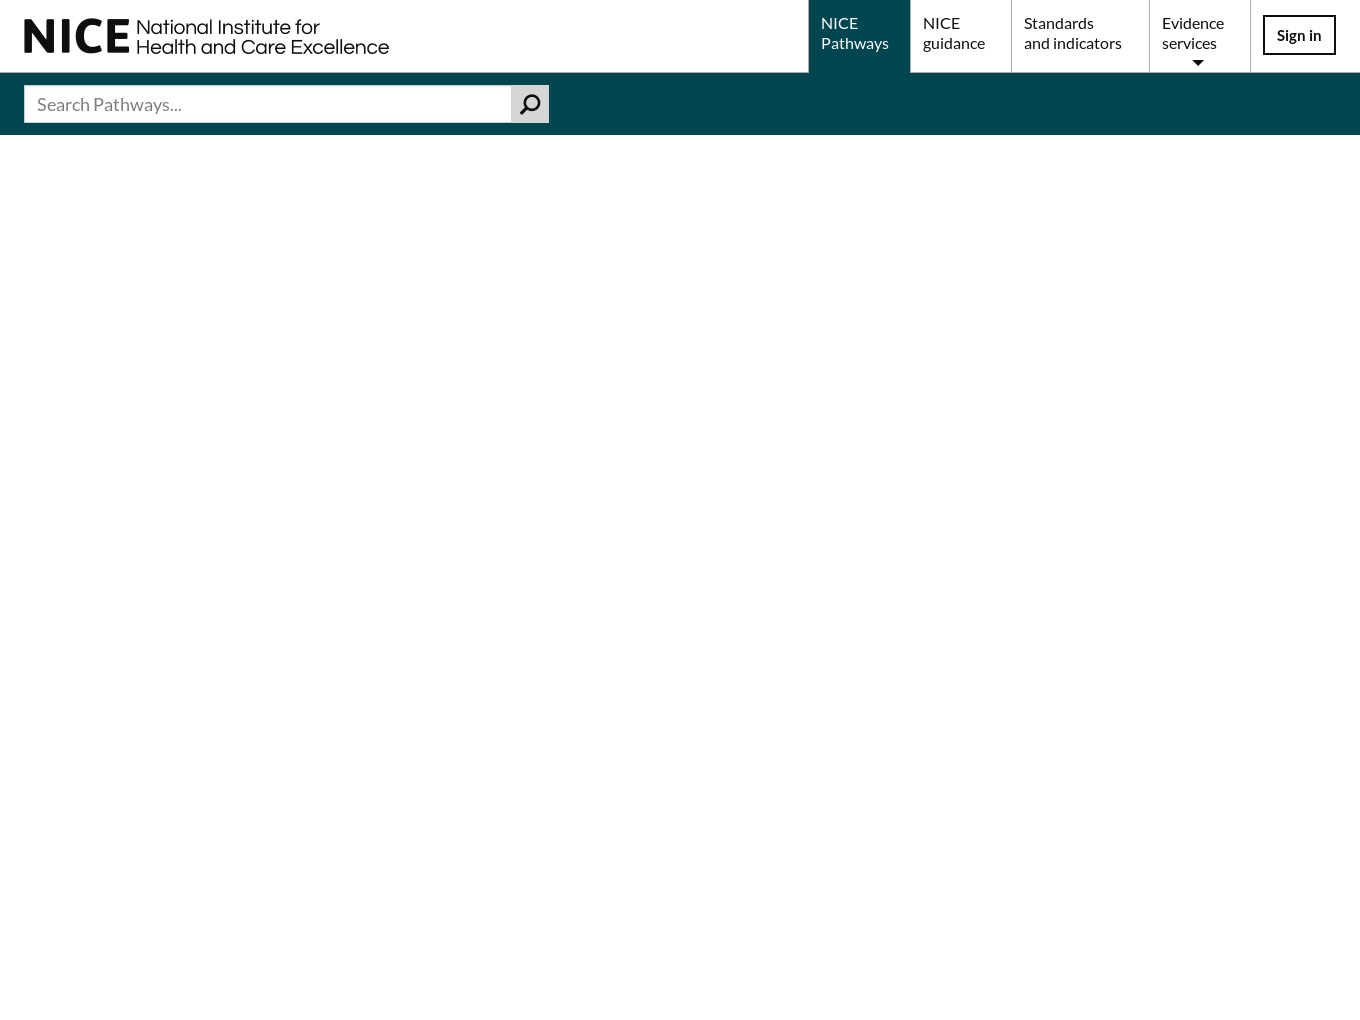 NICE National Institute for
Health and Care Excellence
NICE
Pathways
NICE
guidance
Standards
and indicators
Evidence
services
Sign in
Search Pathways...